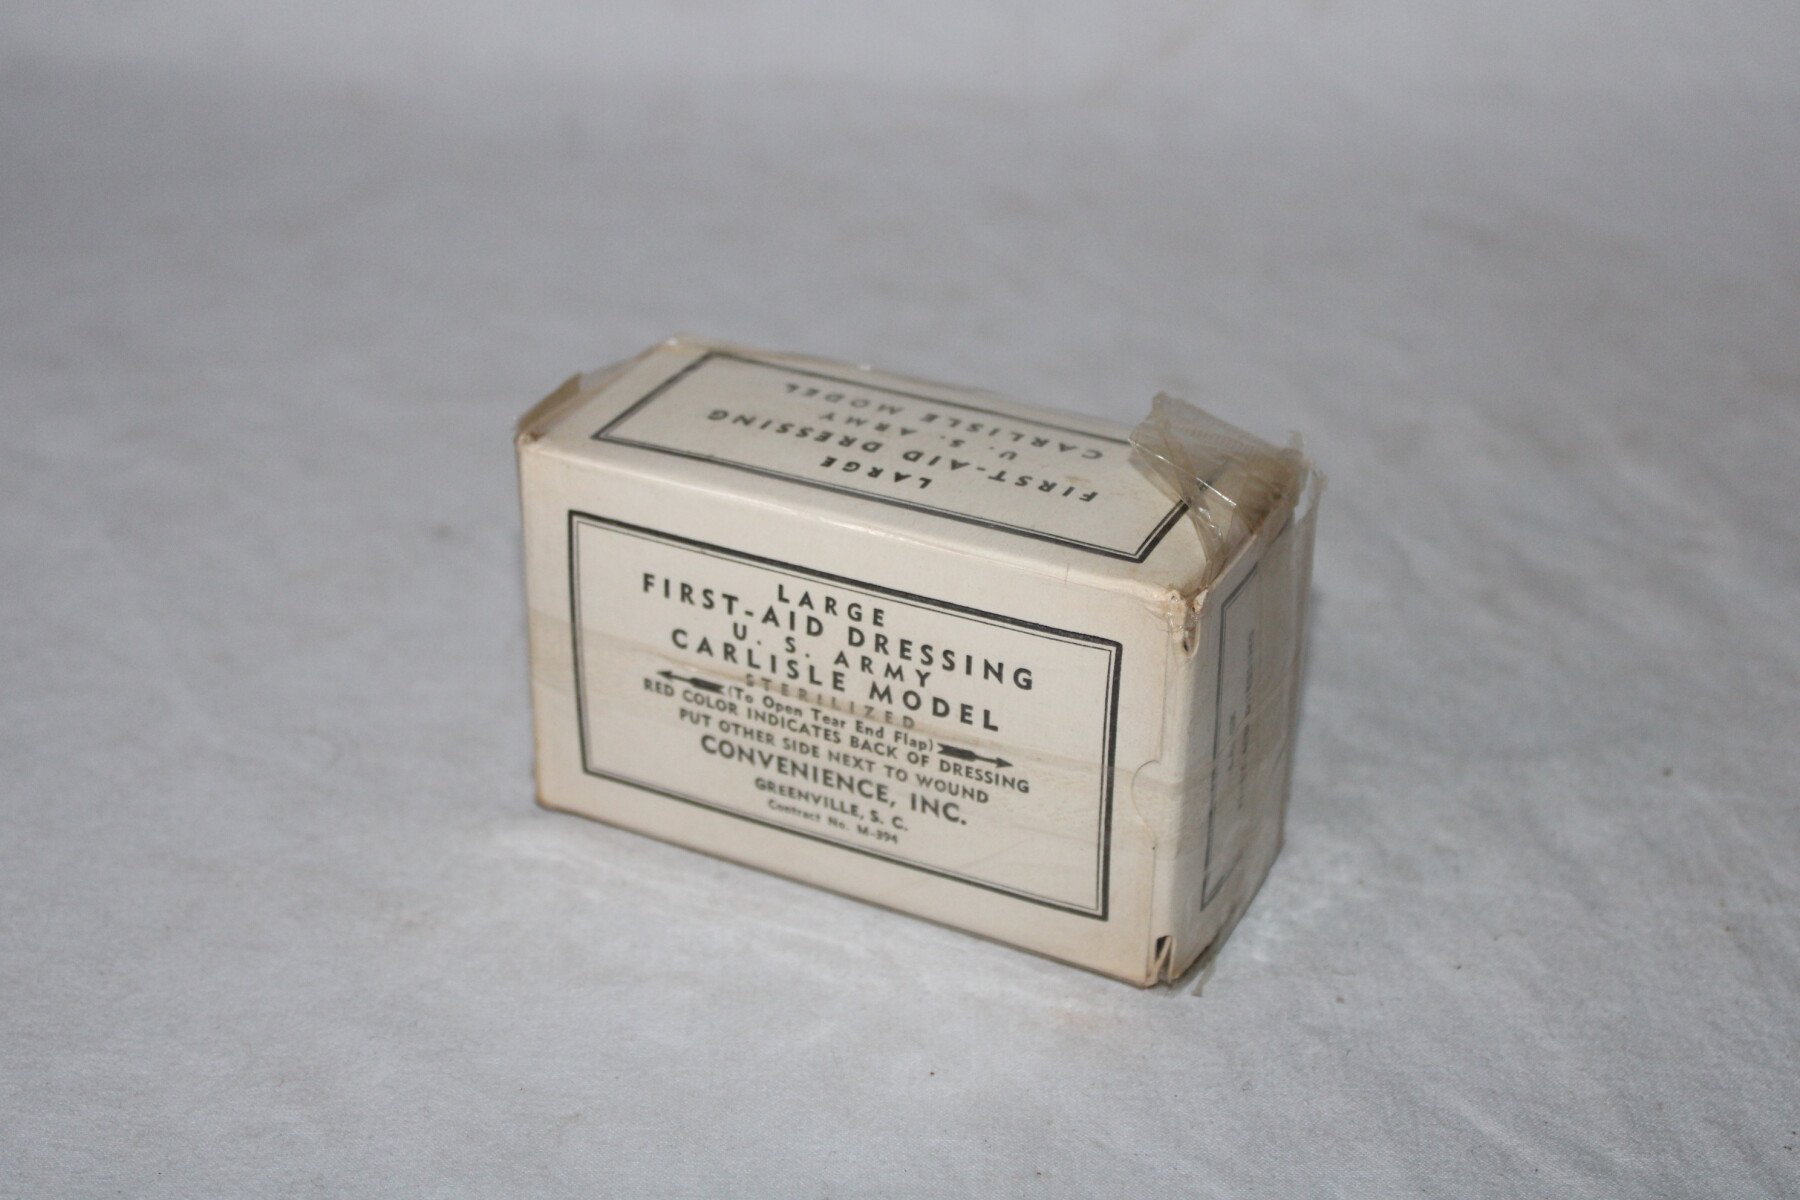 LARGE
FIRST-AID DRESSING
U. S. ARMY
CARLISLE MODEL
LARGE
FIRST-AID DRESSING
U. S. ARMY
CARLISLE MODEL
STERILIZED
(To Open Tear End Flap)
RED COLOR INDICATES BACK OF DRESSING
PUT OTHER SIDE NEXT TO WOUND
CONVENIENCE, INC.
GREENVILLE, S. C.
Contract No. M-394